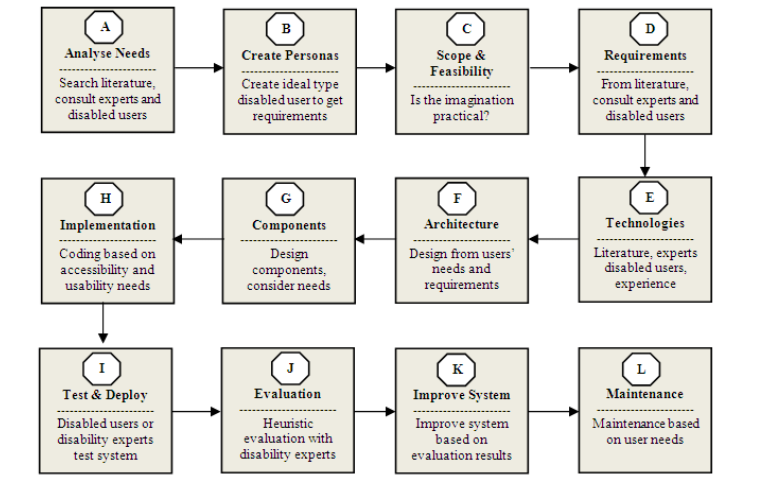 A
Analyse Needs
Search literature,
consult experts and
disabled users
B
Create Personas
Create ideal type
disabled user to get
requirements
C
Scope &
Feasibility
Is the imagination
practical?
D
Requirements
From literature,
consult experts and
disabled users
E
Technologies
Literature, experts
disabled users,
experience
F
Architecture
Design from users'
needs and
requirements
G
Components
Design
components,
consider needs
H
Implementation
Coding based on
accessibility and
usability needs
I
Test & Deploy
Disabled users or
disability experts
test system
J
Evaluation
Heuristic
evaluation with
disability experts
K
Improve System
Improve system
based on
evaluation results
L
Maintenance
Maintenance based
on user needs